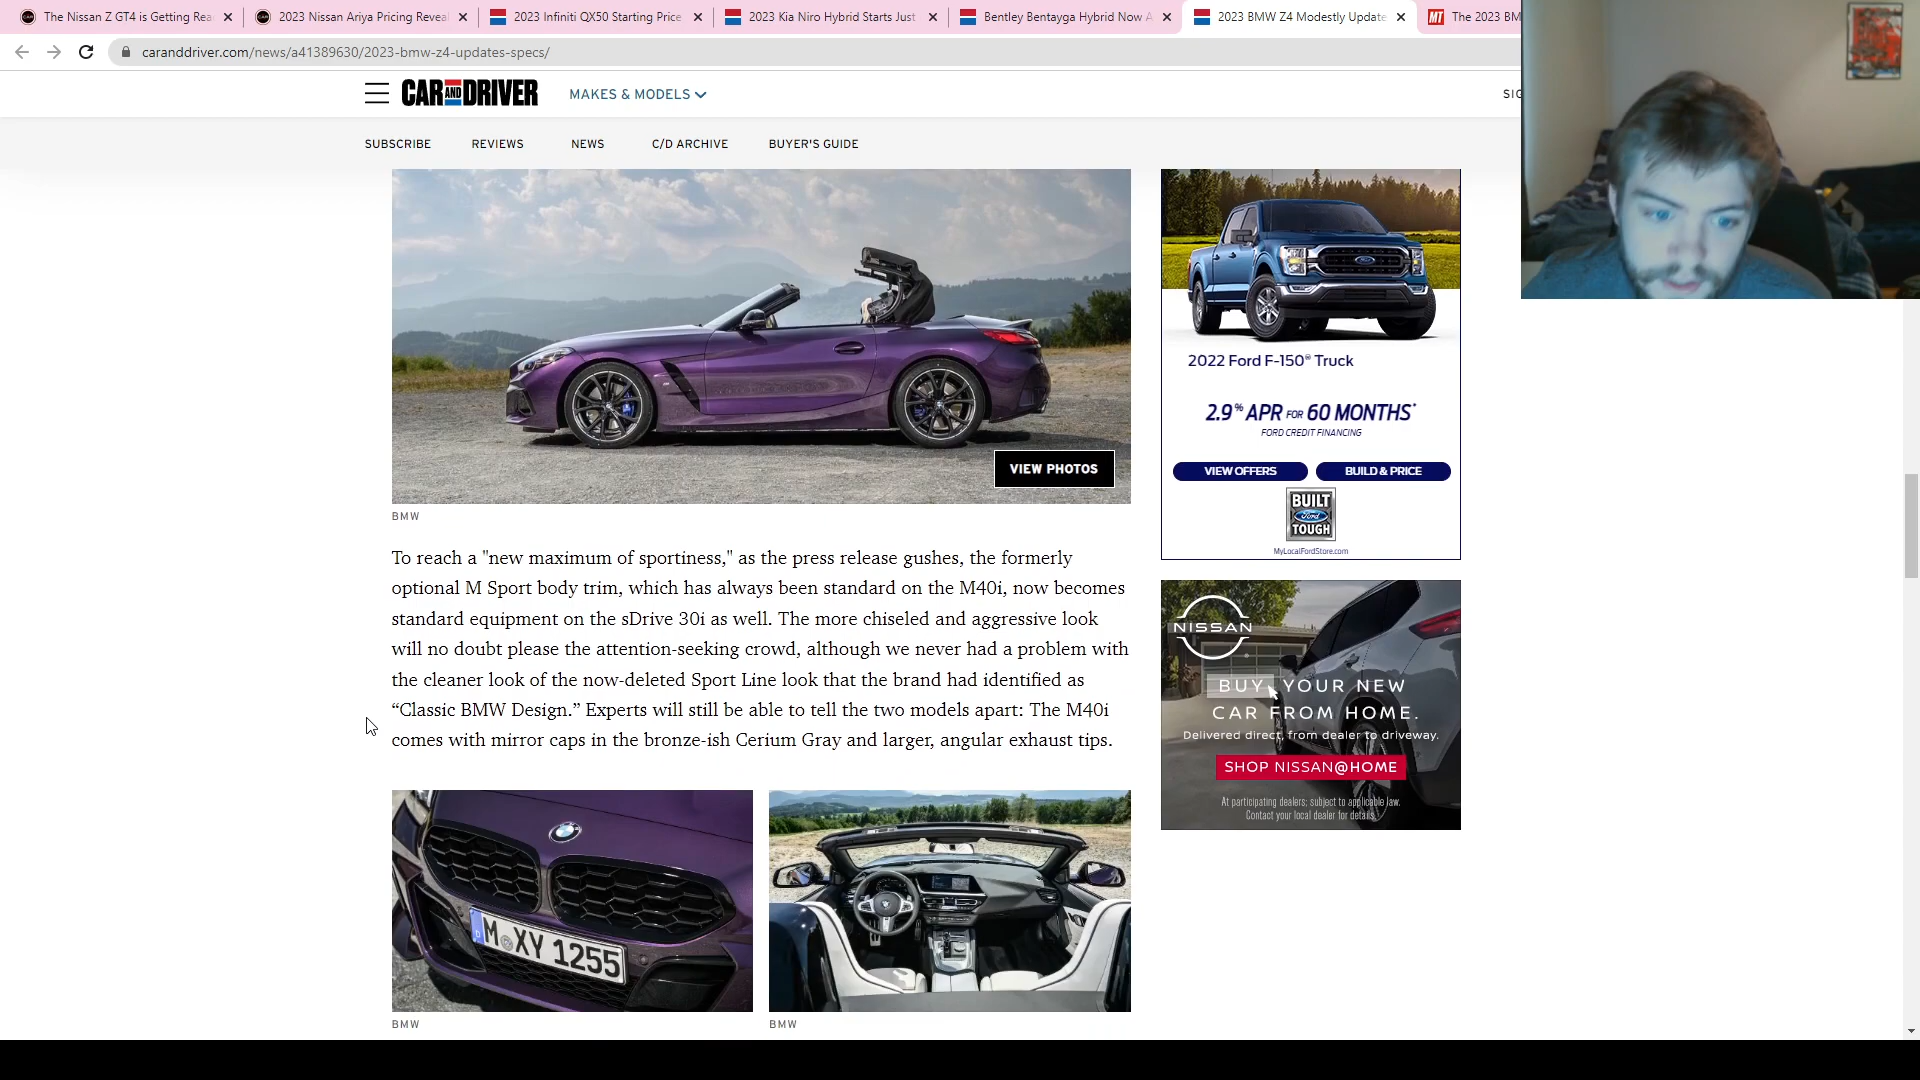 The Nissan Z GT4 is Getting Rea
2023 Nissan Ariya Pricing Reveal
2023 Infiniti QX50 Starting Price
2023 Kia Niro Hybrid Starts Just
Bentley Bentayga Hybrid Now A
2023 BMW Z4 Modestly Update
MT The 2023 BM
caranddriver.com/news/a41389630/2023-bmw-z4-updates-specs/
CAR AND DRIVER
MAKES & MODELS
SIG
SUBSCRIBE
REVIEWS
NEWS
C/D ARCHIVE
BUYER'S GUIDE
VIEW PHOTOS
BMW
To reach a "new maximum of sportiness," as the press release gushes, the formerly
optional M Sport body trim, which has always been standard on the M40i, now becomes
standard equipment on the sDrive 30i as well. The more chiseled and aggressive look
will no doubt please the attention-seeking crowd, although we never had a problem with
the cleaner look of the now-deleted Sport Line look that the brand had identified as
“Classic BMW Design.” Experts will still be able to tell the two models apart: The M40i
comes with mirror caps in the bronze-ish Cerium Gray and larger, angular exhaust tips.
M XY 1255
BMW
BMW
2022 Ford F-150® Truck
2.9% APR FOR 60 MONTHS*
FORD CREDIT FINANCING
VIEW OFFERS
BUILD & PRICE
BUILT
Ford
TOUGH
MyLocalFordStore.com
NISSAN
BUY YOUR NEW
CAR FROM HOME.
Delivered direct, from dealer to driveway.
SHOP NISSAN@HOME
At participating dealers; subject to applicable law.
Contact your local dealer for details.